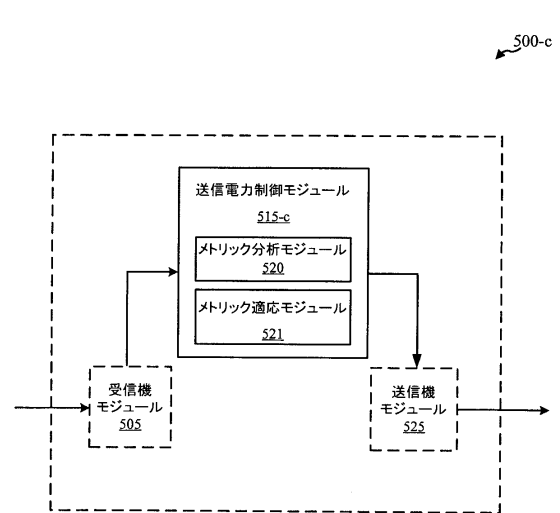 500-c
送信電力制御モジュール
515-c
メトリック分析モジュール
520
メトリック適応モジュール
521
受信機
モジュール
505
送信機
モジュール
525